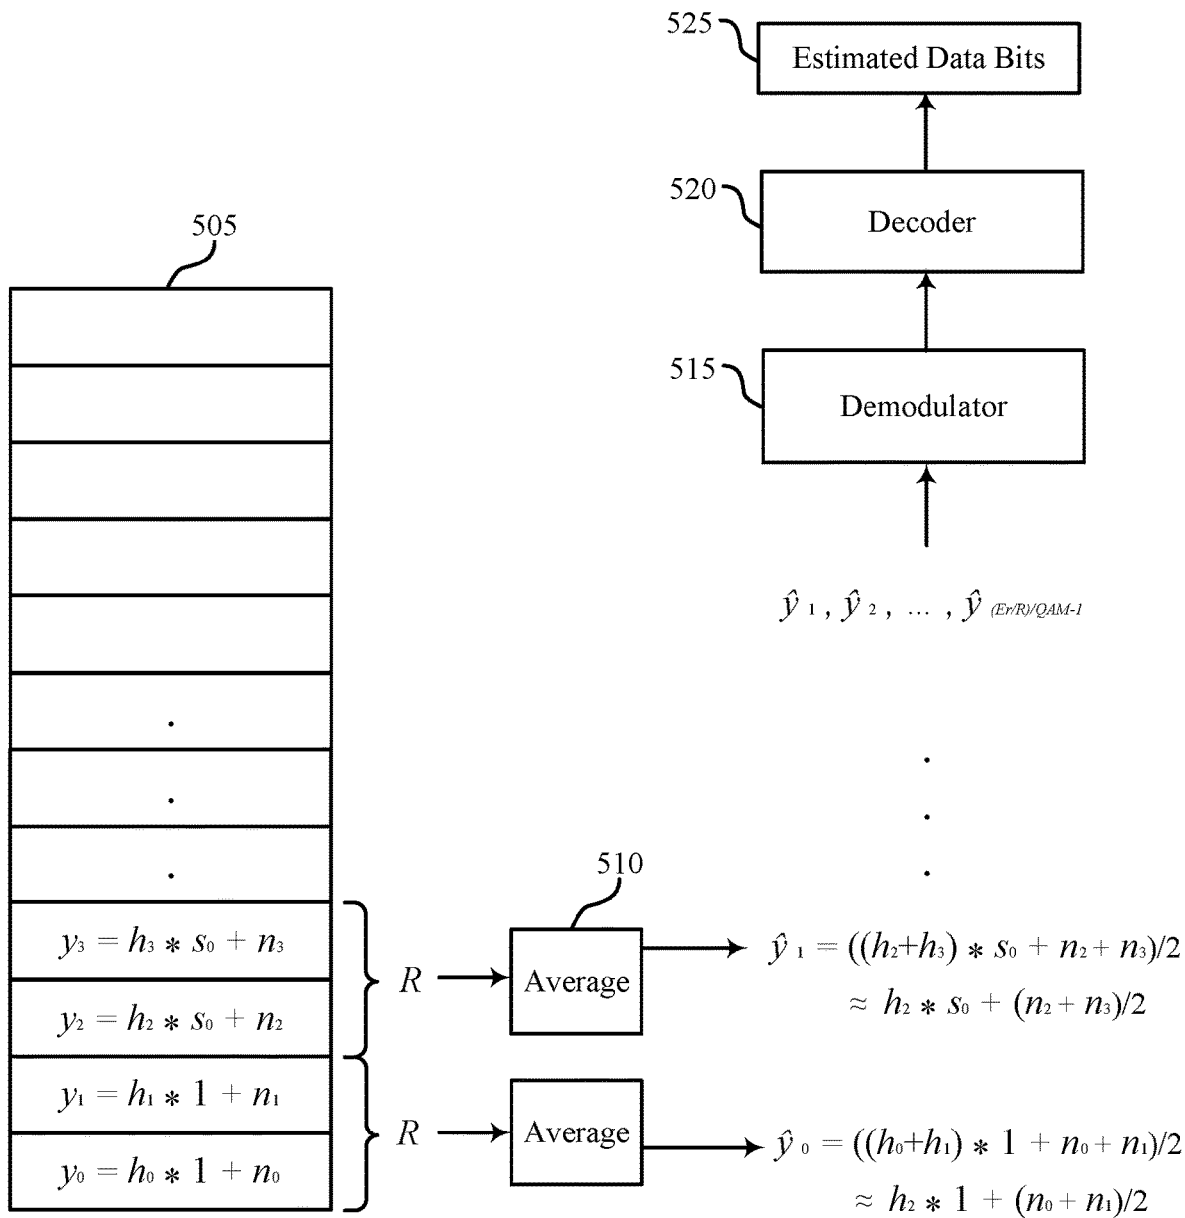 525
Estimated Data Bits
520
Decoder
505
515
Demodulator
ŷ 1 , ŷ 2 , ... , ŷ (Er/R)/QAM-1
.
.
.
.
.
.
510
y3 = h3 * s0 + n3
y2 = h2 * s0 + n2
R
Average
ŷ 1 = ((h2+h3) * s0 + n2 + n3)/2
≈ h2 * s0 + (n2 + n3)/2
y1 = h1 * 1 + n1
y0 = h0 * 1 + n0
R
Average
ŷ 0 = ((h0+h1) * 1 + n0 + n1)/2
≈ h2 * 1 + (n0 + n1)/2